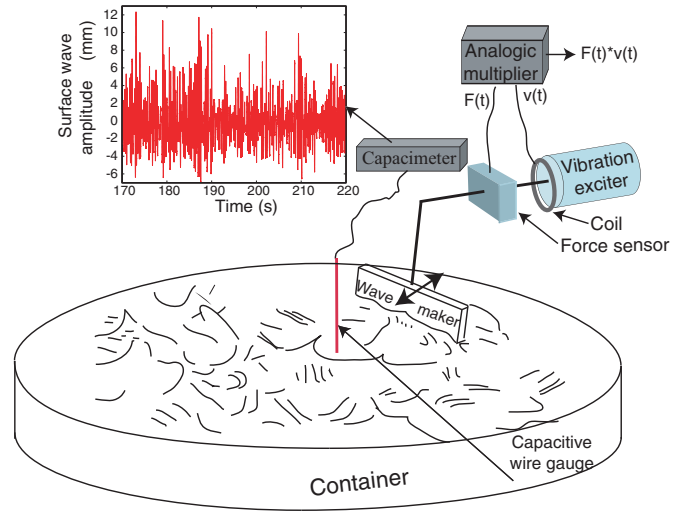 Surface wave
amplitude (mm)
12
10
8
6
4
2
0
-2
-4
-6
170 180 190 200 210 220
Time (s)
Capacimeter
Analogic
multiplier
F(t)*v(t)
F(t)
v(t)
Vibration
exciter
Coil
Force sensor
Wave
maker
Capacitive
wire gauge
Container